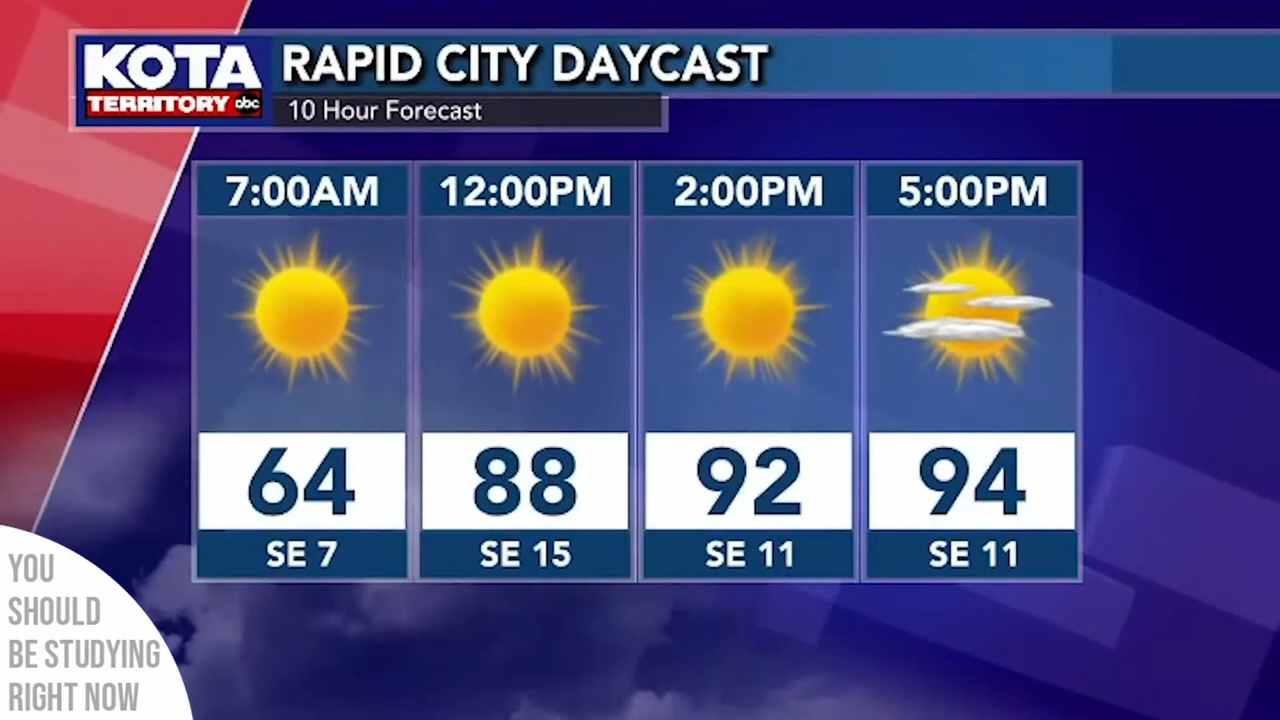 KOTA
TERRITORY abc
RAPID CITY DAYCAST
10 Hour Forecast
7:00AM 12:00PM 2:00PM 5:00PM
64 88 92 94
SE 7 SE 15 SE 11 SE 11
YOU
SHOULD
BE STUDYING
RIGHT NOW